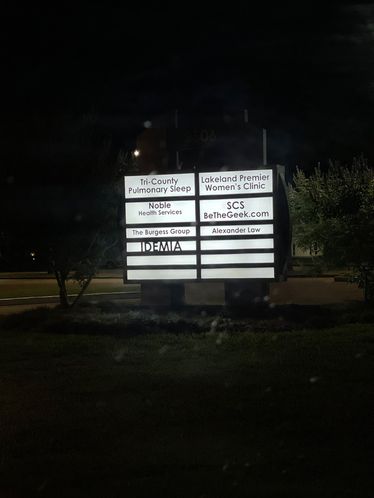 Tri-County
Pulmonary Sleep
Noble
Health Services
The Burgess Group
IDEMIA
Lakeland Premier
Women's Clinic
SCS
BeTheGeek.com
Alexander Law